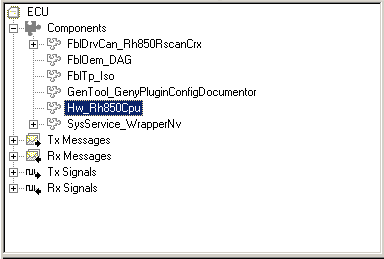 ECU
Components
FblDrvCan_Rh850RscanCrx
FblOem_DAG
FblTp_Iso
GenTool_GenyPluginConfigDocumentor
Hw_Rh850Cpu
SysService_WrapperNv
Tx Messages
Rx Messages
Tx Signals
Rx Signals